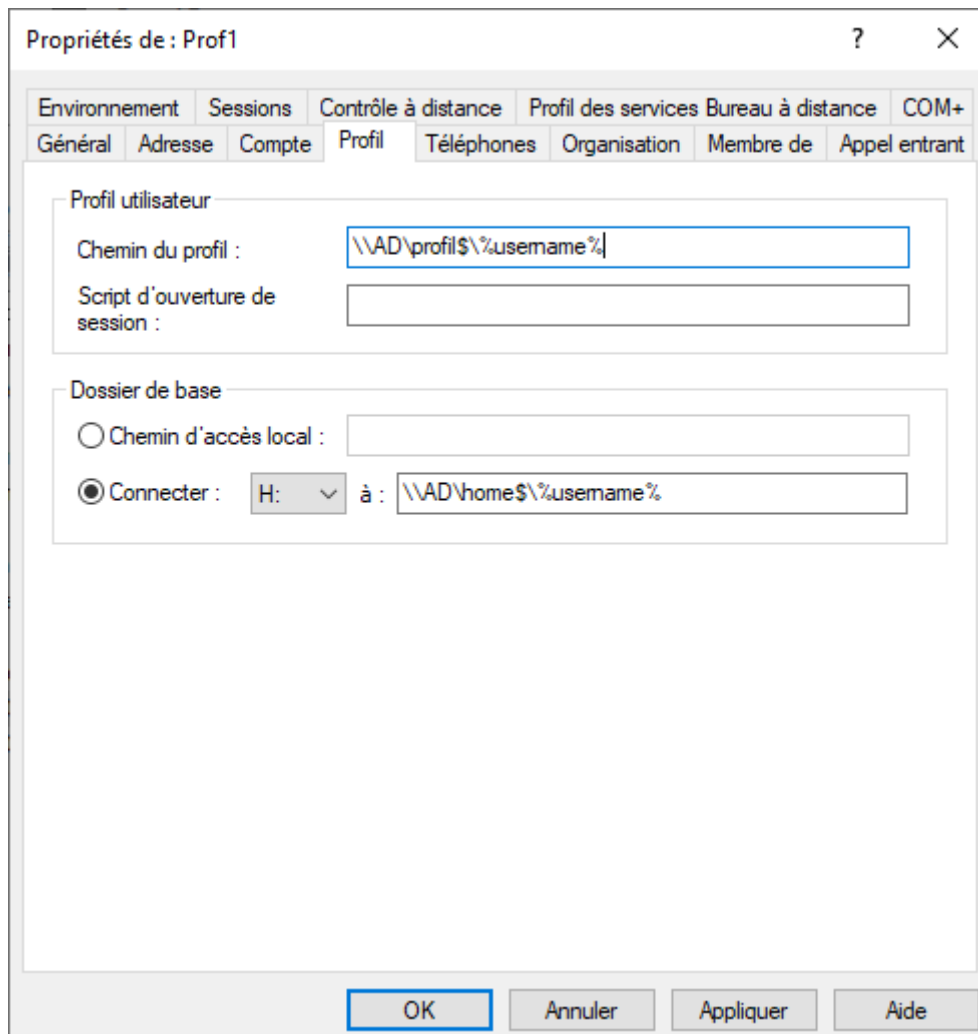 Propriétés de : Prof1 ?
Environnement Sessions Contrôle à distance Profil des services Bureau à distance COM+
Général Adresse Compte Profil Téléphones Organisation Membre de Appel entrant
Profil utilisateur
Chemin du profil : \\AD\profil$\%username%
Script d'ouverture de
session :
Dossier de base
Chemin d'accès local :
Connecter : H: à : \\AD\home$\%username%
OK Annuler Appliquer Aide